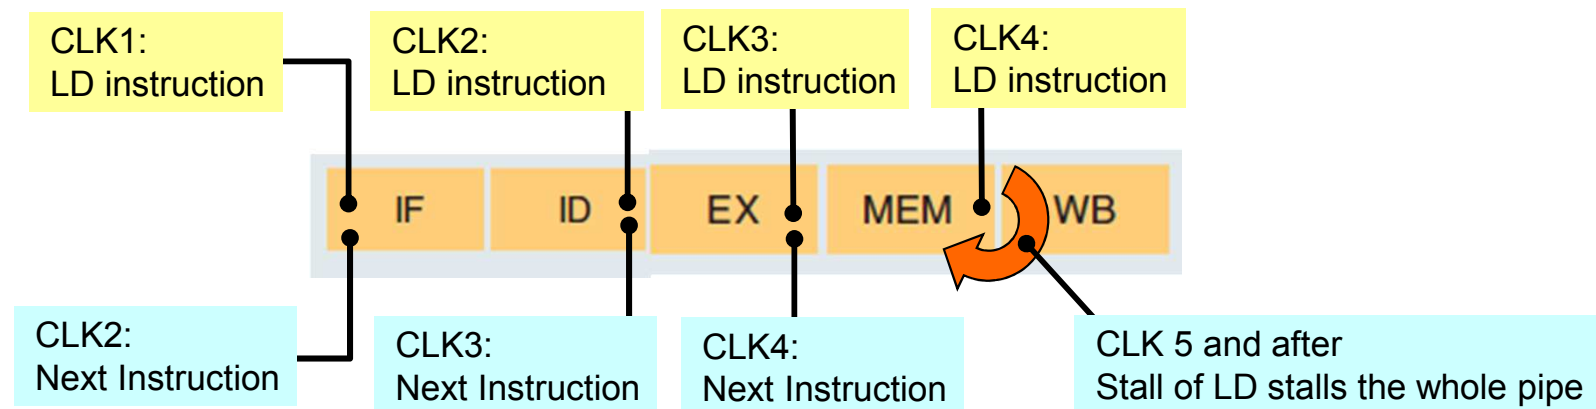 CLK1:
LD instruction
CLK2:
LD instruction
CLK3:
LD instruction
CLK4:
LD instruction
IF
ID
EX
MEM
WB
CLK2:
Next Instruction
CLK3:
Next Instruction
CLK4:
Next Instruction
CLK 5 and after
Stall of LD stalls the whole pipe